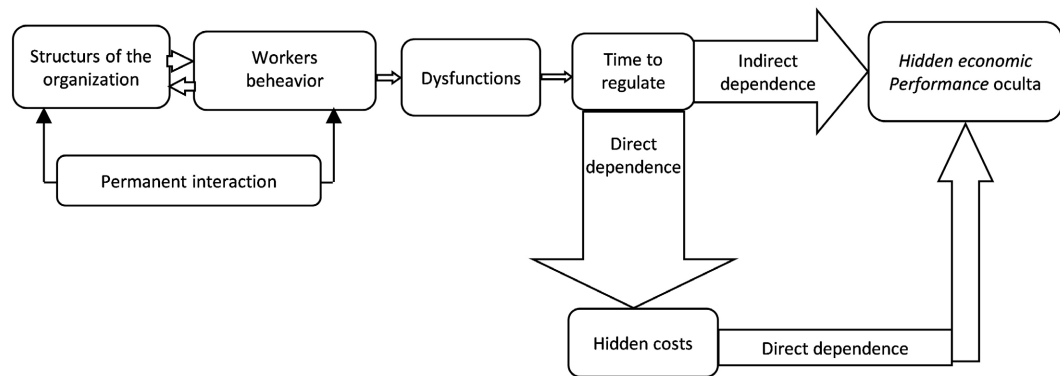 Structurs of the
organization
Workers
beheavior
Dysfunctions
Time to
regulate
Indirect
dependence
Hidden economic
Performance oculta
Direct
dependence
Permanent interaction
Hidden costs
Direct dependence